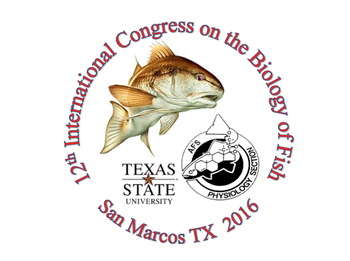 12th International Congress on the Biology of Fish
TEXAS
STATE
UNIVERSITY
AFS
PHYSIOLOGY SECTION
San Marcos TX 2016